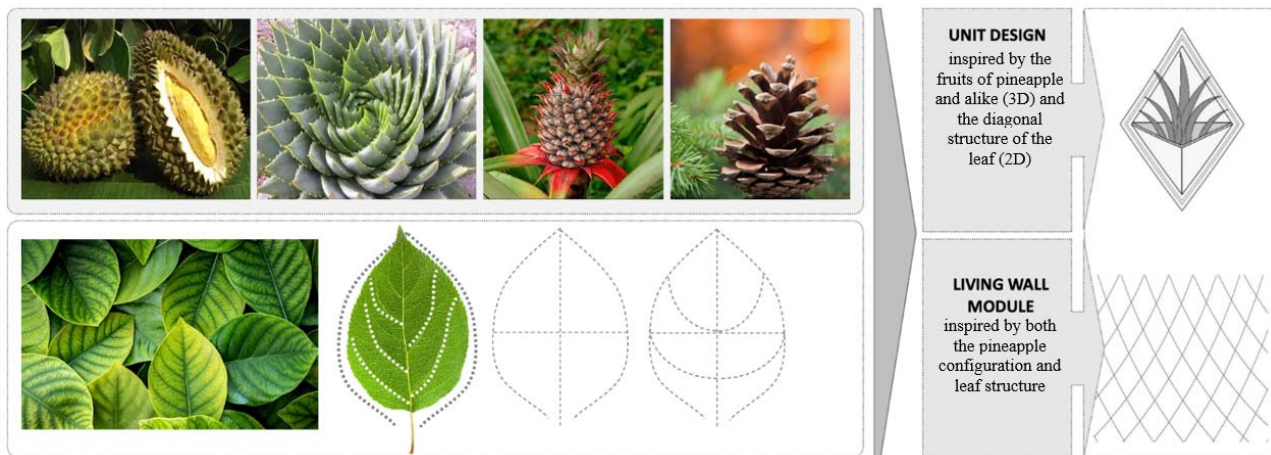 UNIT DESIGN
inspired by the
fruits of pineapple
and alike (3D) and
the diagonal
structure of the
leaf (2D)
LIVING WALL
MODULE
inspired by both
the pineapple
configuration and
leaf structure